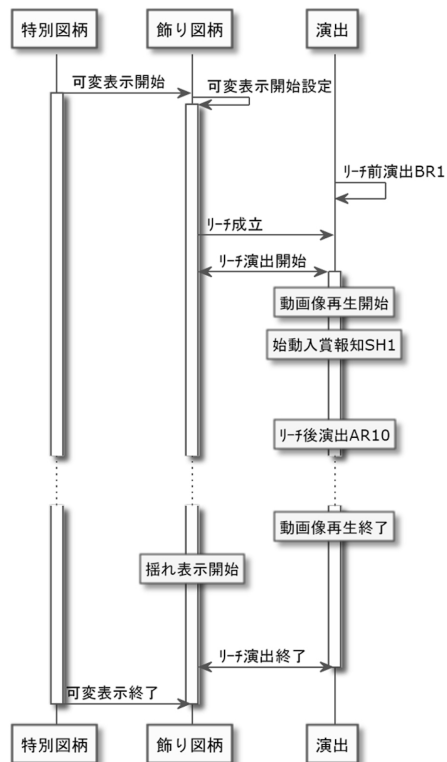 特別図柄
飾り図柄
演出
可変表示開始
可変表示開始設定
ﾘｰﾁ前演出BR1
ﾘｰﾁ成立
ﾘｰﾁ演出開始
動画像再生開始
始動入賞報知SH1
ﾘｰﾁ後演出AR10
動画像再生終了
揺れ表示開始
ﾘｰﾁ演出終了
可変表示終了
特別図柄
飾り図柄
演出